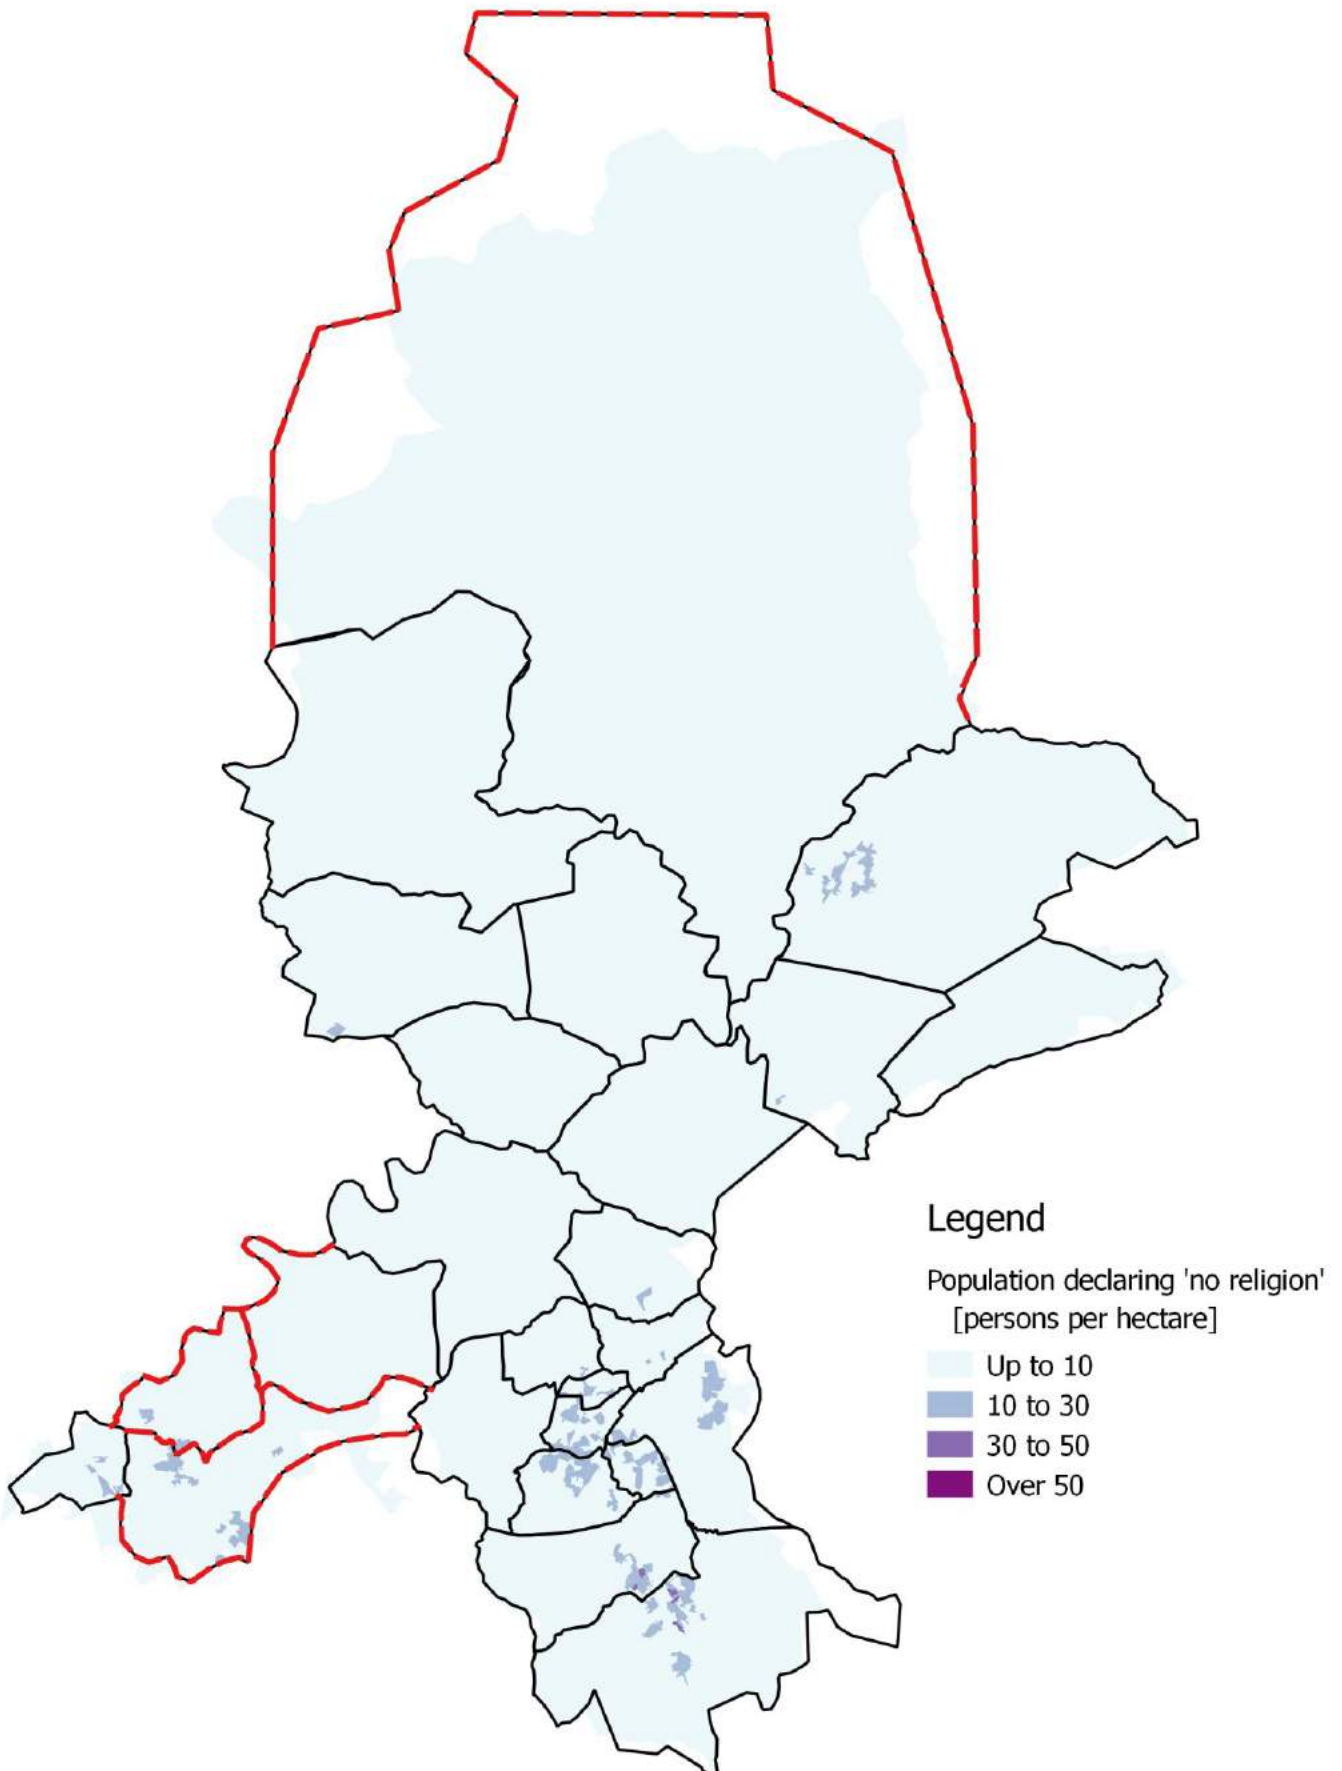 Legend
Population declaring 'no religion'
[persons per hectare]
Up to 10
10 to 30
30 to 50
Over 50